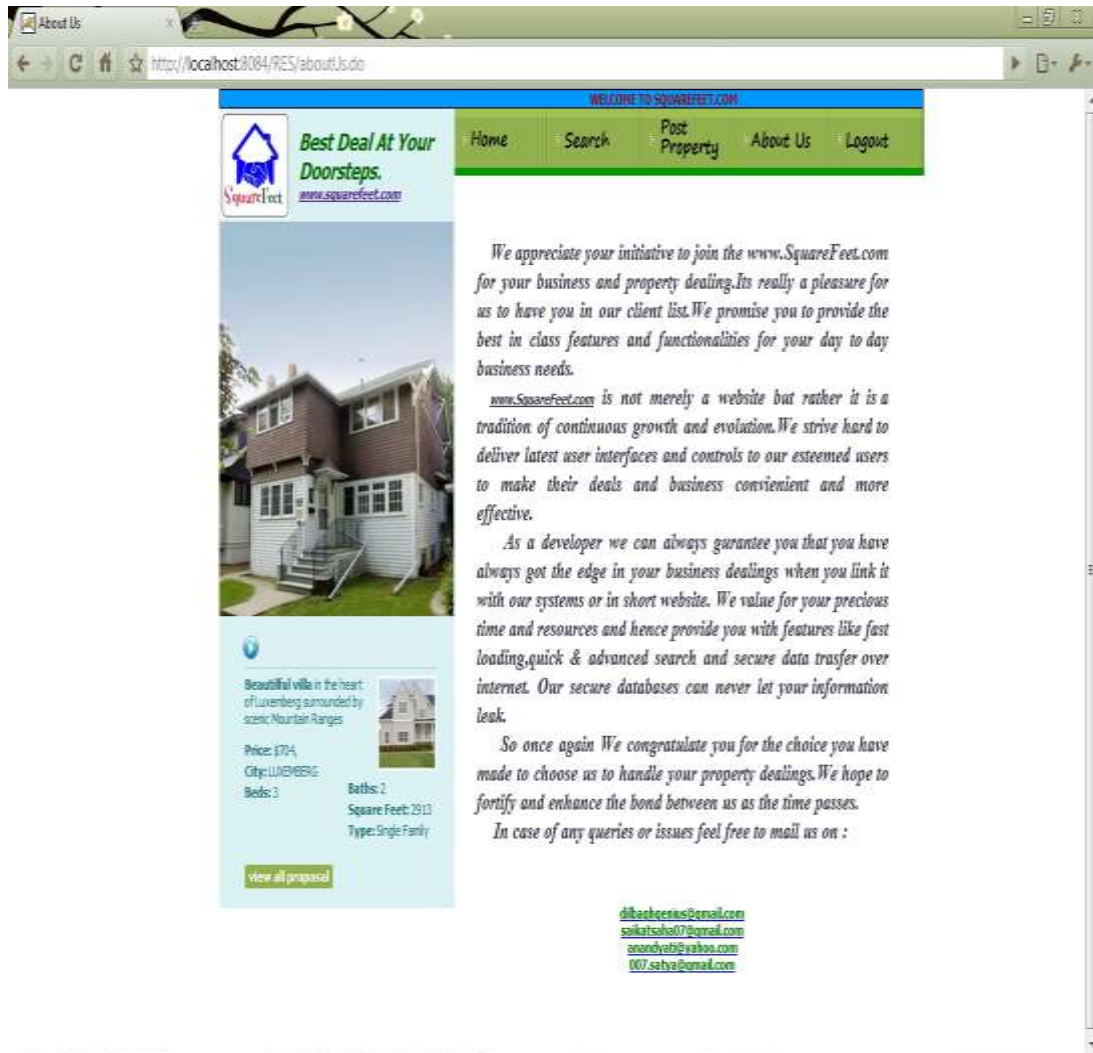 About Us
http://localhost:8084/RES/aboutUs.do
WELCOME TO SQUAREFEET.COM
SquareFeet
Best Deal At Your
Doorsteps.
www.squarefeet.com
Home
Search
Post
Property
About Us
Logout
We appreciate your initiative to join the www.SquareFeet.com
for your business and property dealing.Its really a pleasure for
us to have you in our client list.We promise you to provide the
best in class features and functionalities for your day to day
business needs.
www.SquareFeet.com is not merely a website but rather it is a
tradition of continuous growth and evolution.We strive hard to
deliver latest user interfaces and controls to our esteemed users
to make their deals and business convienient and more
effective.
As a developer we can always gurantee you that you have
always got the edge in your business dealings when you link it
with our systems or in short website. We value for your precious
time and resources and hence provide you with features like fast
loading,quick & advanced search and secure data trasfer over
internet. Our secure databases can never let your information
leak.
So once again We congratulate you for the choice you have
made to choose us to handle your property dealings.We hope to
fortify and enhance the bond between us as the time passes.
In case of any queries or issues feel free to mail us on :
Beautiful villa in the heart
of Luxemberg surrounded by
scenic Mountain Ranges
Price: $704,
City: LUXEMBERG
Beds: 3
Baths: 2
Square Feet: 2913
Type: Single Family
view all proposal
dilbaghgenius@gmail.com
saikatsaha07@gmail.com
anandyati@yahoo.com
007.satya@gmail.com